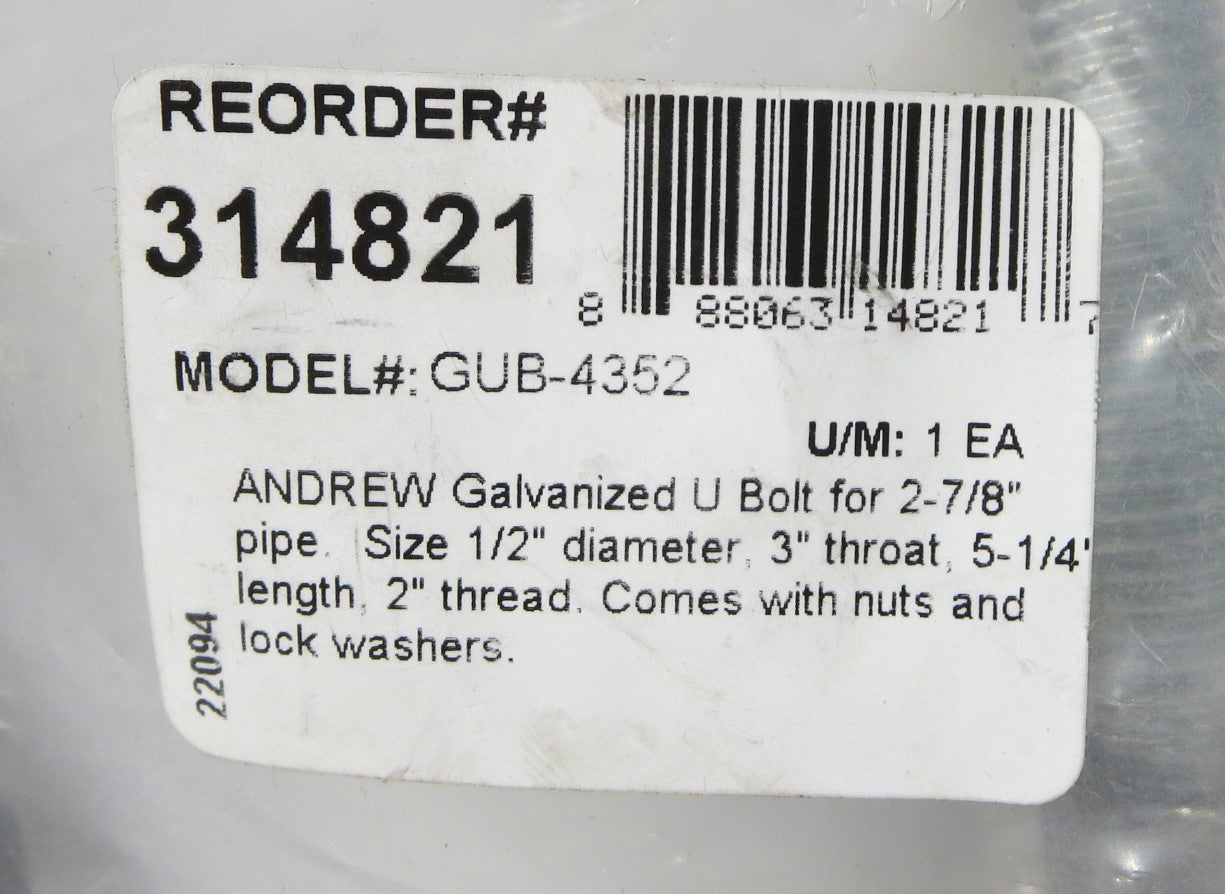 REORDER#
314821
8 88063 14821 7
MODEL#: GUB-4352
U/M: 1 EA
ANDREW Galvanized U Bolt for 2-7/8"
pipe. Size 1/2" diameter, 3" throat, 5-1/4"
length, 2" thread. Comes with nuts and
lock washers.
22094